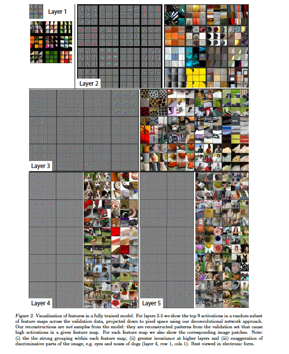 Layer 1
Layer 2
Layer 3
Layer 4
Layer 5
Figure 2. Visualization of features in a fully trained model. For layers 2-5 we show the top 9 activations in a random subset
of feature maps across the validation data, projected down to pixel space using our deconvolutional network approach.
Our reconstructions are not samples from the model: they are reconstructed patterns from the validation set that cause
high activations in a given feature map. For each feature map we also show the corresponding image patches. Note:
(i) the the strong grouping within each feature map, (ii) greater invariance at higher layers and (iii) exaggeration of
discriminative parts of the image, e.g. eyes and noses of dogs (layer 4, row 1, cols 1). Best viewed in electronic form.